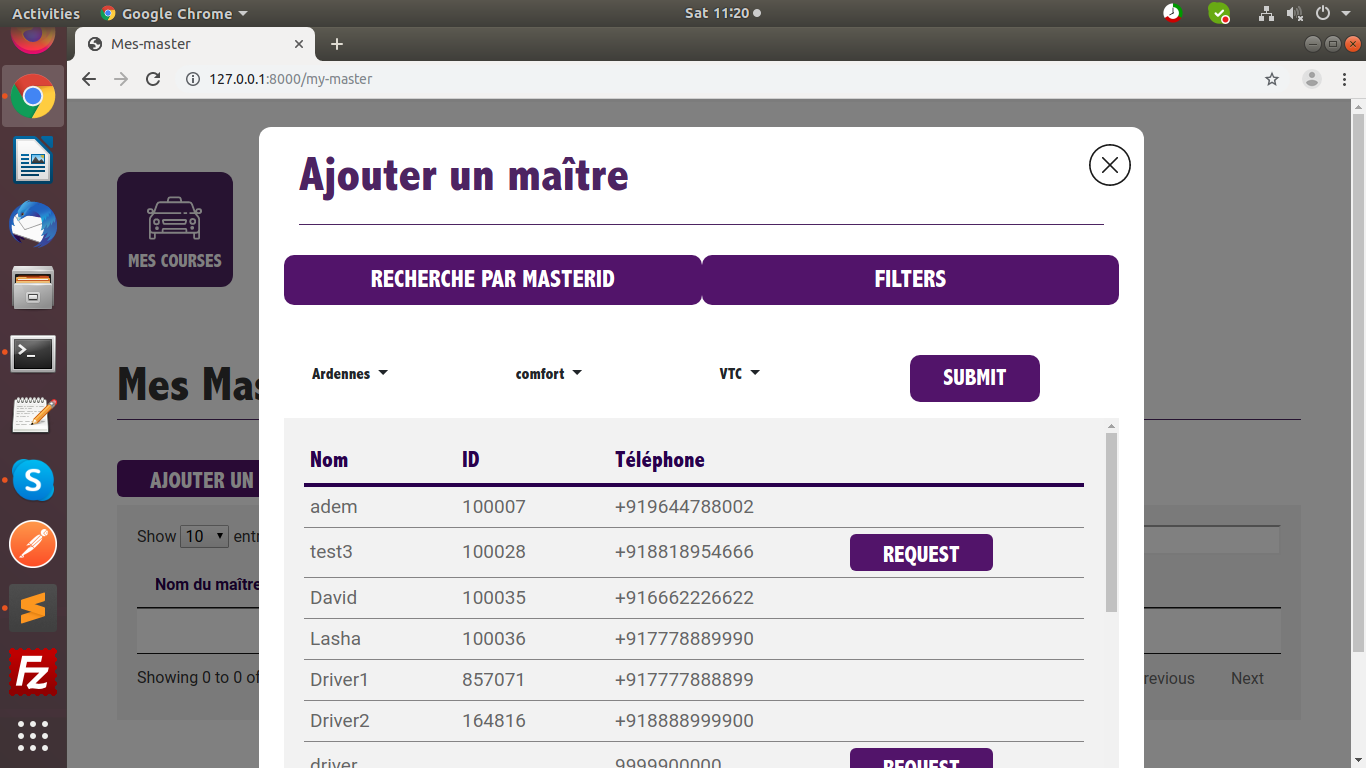 Activities Google Chrome Sat 11:20
Mes-master
127.0.0.1:8000/my-master
Ajouter un maître
MES COURSES
RECHERCHE PAR MASTERID FILTERS
Mes Mas
Ardennes comfort VTC SUBMIT
AJOUTER UN
Nom ID Téléphone
adem 100007 +919644788002
Show 10 entr
test3 100028 +918818954666 REQUEST
Nom du maître
David 100035 +916662226622
Lasha 100036 +917778889990
Driver1 857071 +917777888899
Showing 0 to 0 of
revious Next
Driver2 164816 +918888999900
driver 9999900000 REQUEST